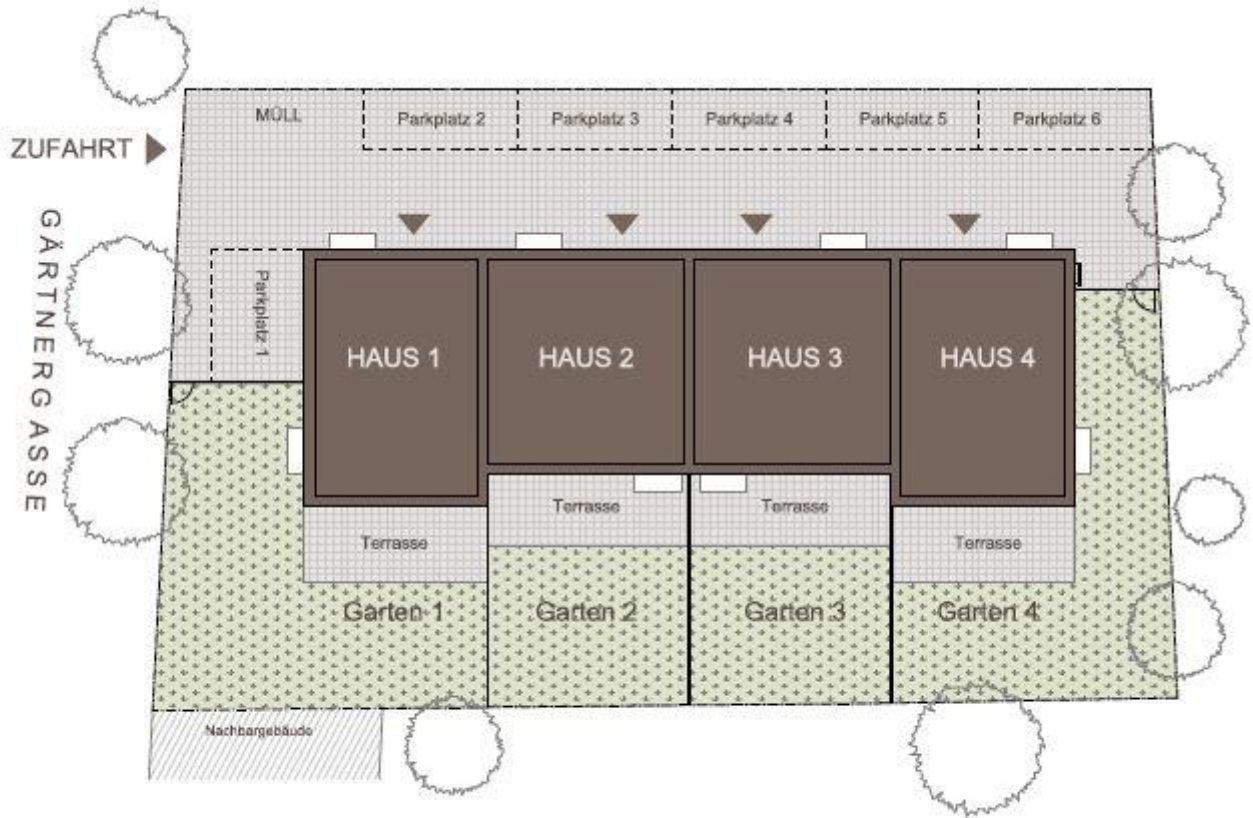 MÜLL
Parkplatz 2
Parkplatz 3
Parkplatz 4
Parkplatz 5
Parkplatz 6
ZUFAHRT
GÄRTNERGASSE
Parkplatz 1
HAUS 1
HAUS 2
HAUS 3
HAUS 4
Terrasse
Terrasse
Terrasse
Terrasse
Garten 1
Garten 2
Garten 3
Garten 4
Nachbargebäude